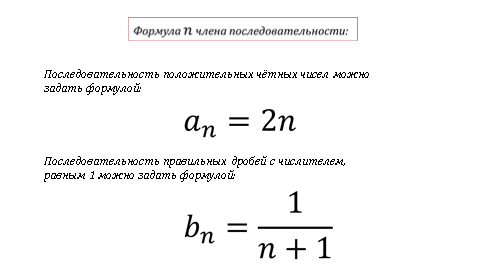 Формула n члена последовательности:
Последовательность положительных чётных чисел можно
задать формулой:
aₙ = 2n
Последовательность правильных дробей с числителем,
равным 1 можно задать формулой:
bₙ = 1/(n + 1)